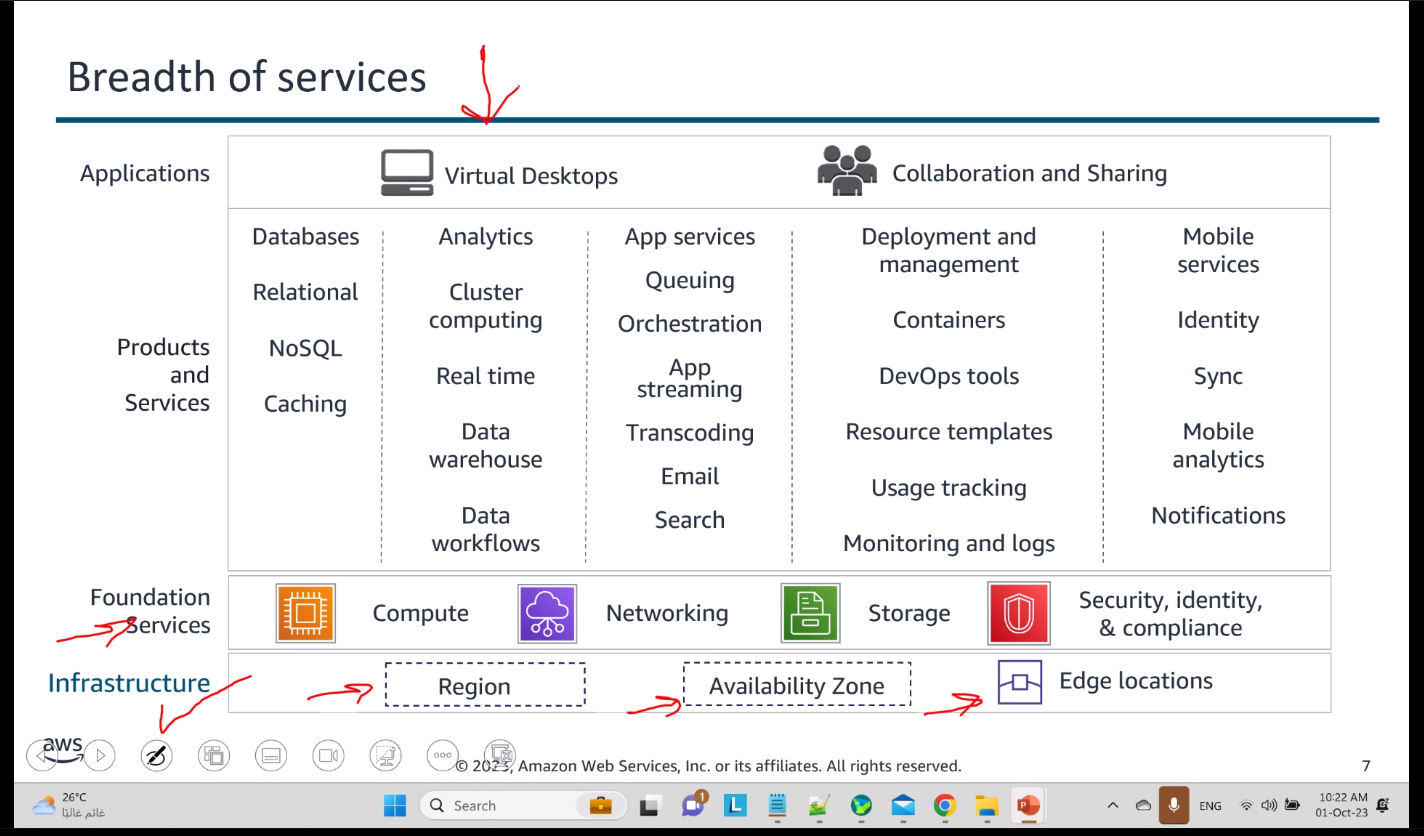 Breadth of services
Applications
Virtual Desktops
Collaboration and Sharing
Products
and
Services
Databases
Relational
NoSQL
Caching
Analytics
Cluster
computing
Real time
Data
warehouse
Data
workflows
App services
Queuing
Orchestration
App
streaming
Transcoding
Email
Search
Deployment and
management
Containers
DevOps tools
Resource templates
Usage tracking
Monitoring and logs
Mobile
services
Identity
Sync
Mobile
analytics
Notifications
Foundation
Services
Compute
Networking
Storage
Security, identity,
& compliance
Infrastructure
Region
Availability Zone
Edge locations
aws
© 2023, Amazon Web Services, Inc. or its affiliates. All rights reserved.
7
26°C
غائم غالبًا
Search
1
L
P
ENG
10:22 AM
01-Oct-23